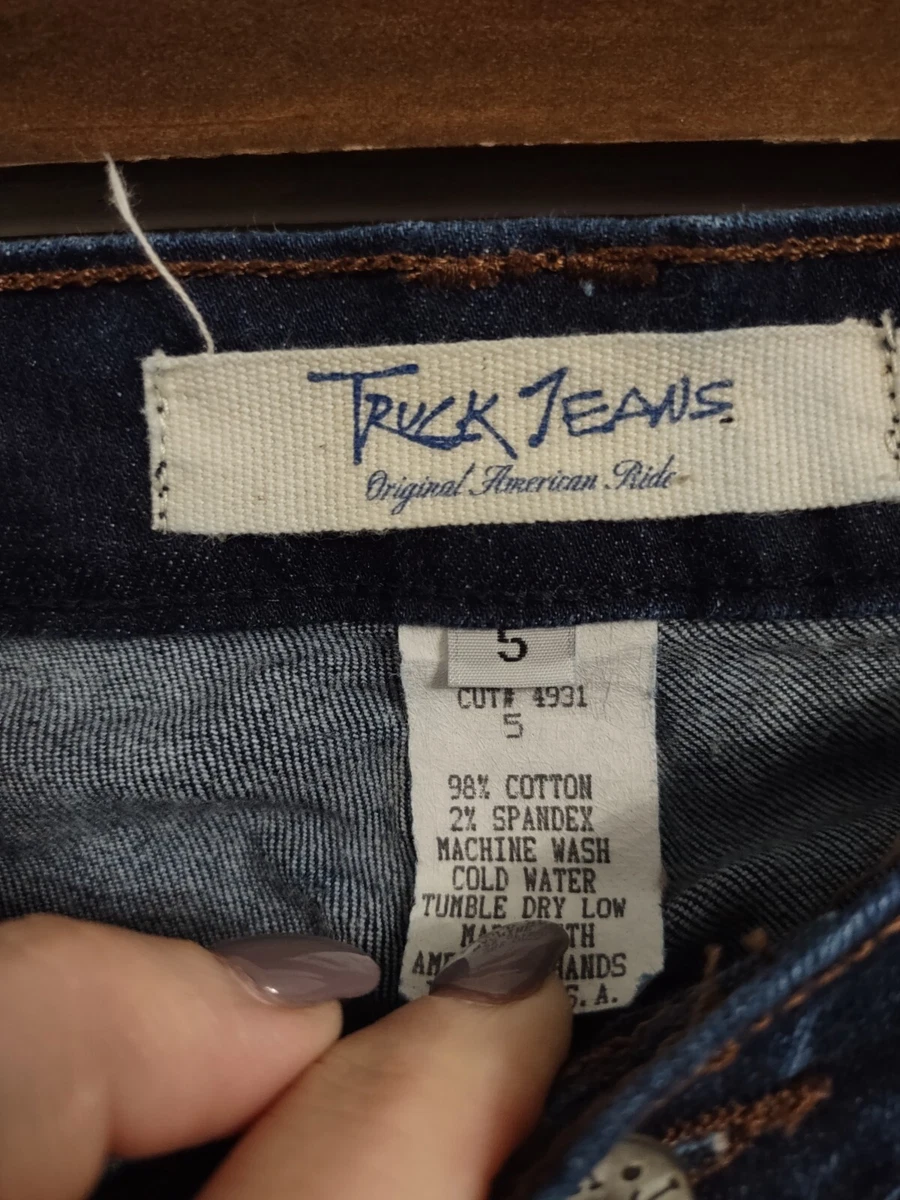 TRUCK JEANS
Original American Ride
5
CUT# 4931
5
98% COTTON
2% SPANDEX
MACHINE WASH
COLD WATER
TUMBLE DRY LOW
HANDS
S.A.